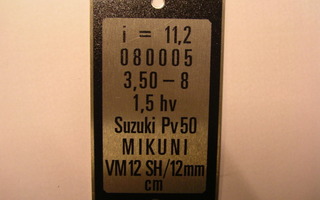 i = 11,2
080005
3,50-8
1,5 hv
Suzuki Pv50
MIKUNI
VM12 SH/12mm
cm